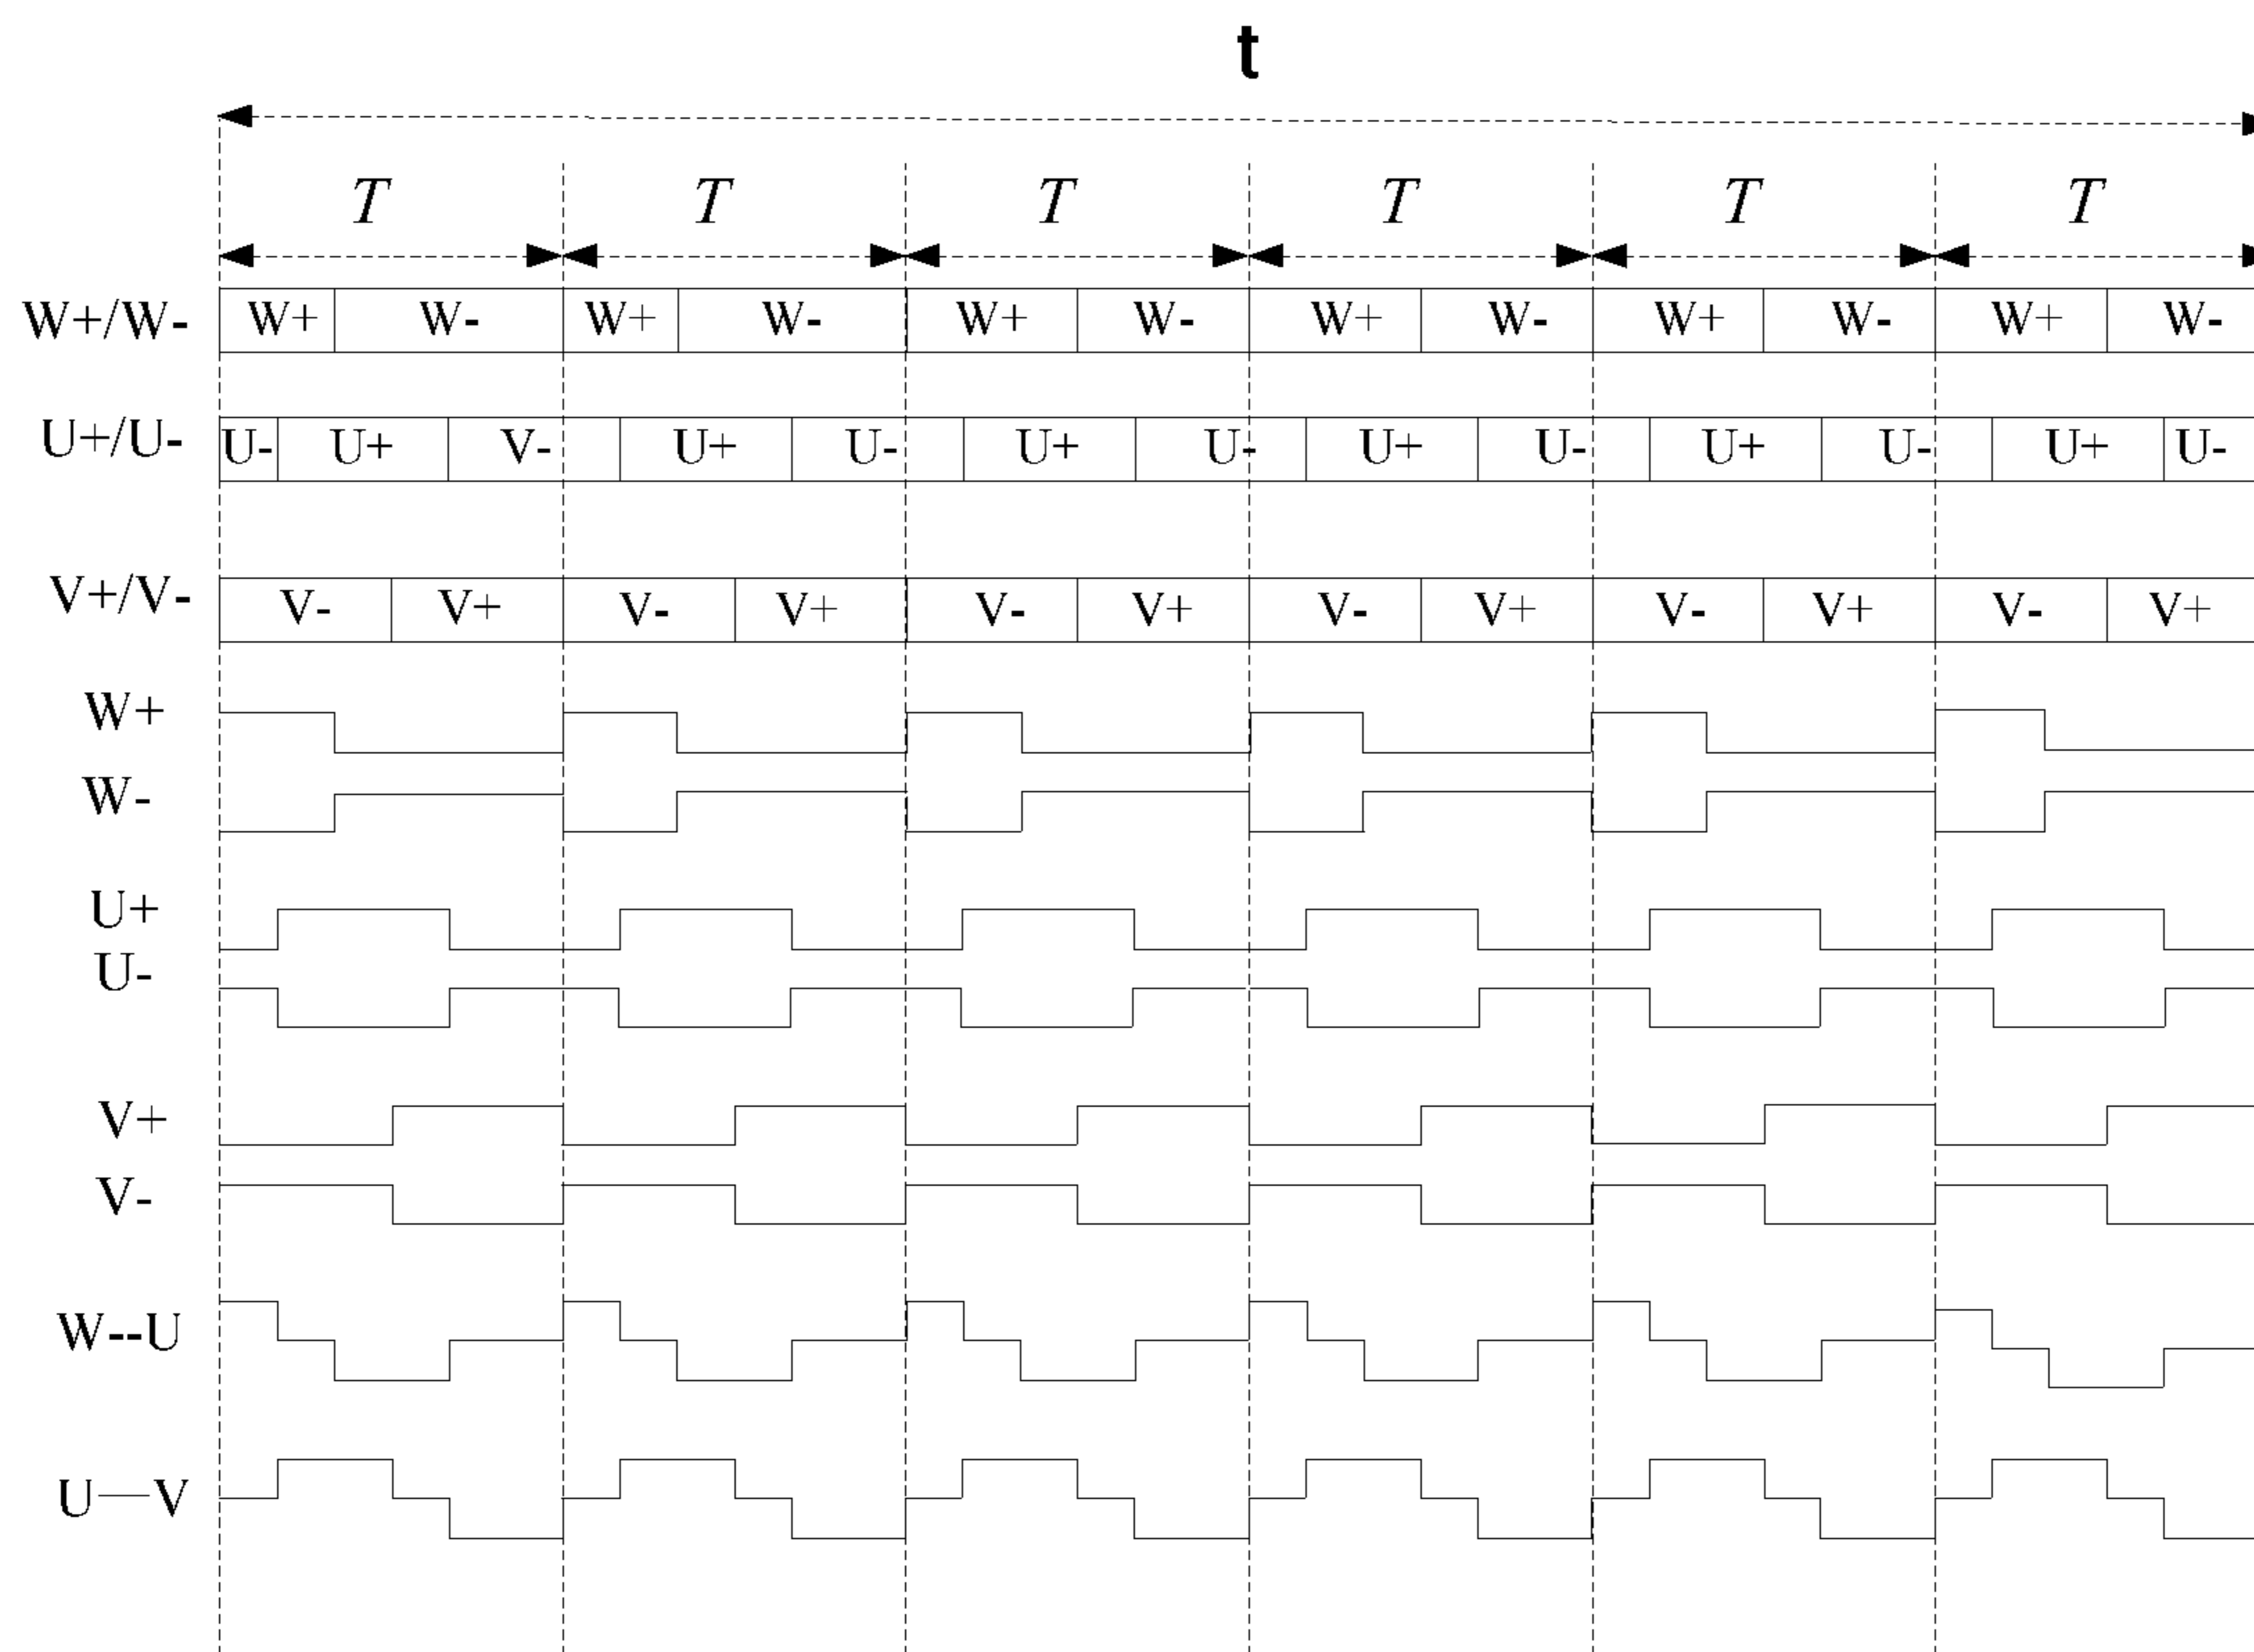 t
T T T T T T
W+/W- W+ W- W+ W- W+ W- W+ W- W+ W- W+ W-
U+/U- U- U+ V- U+ U- U+ U- U+ U- U+ U- U+ U-
V+/V- V- V+ V- V+ V- V+ V- V+ V- V+ V- V+
W+
W-
U+
U-
V+
V-
W--U
U—V